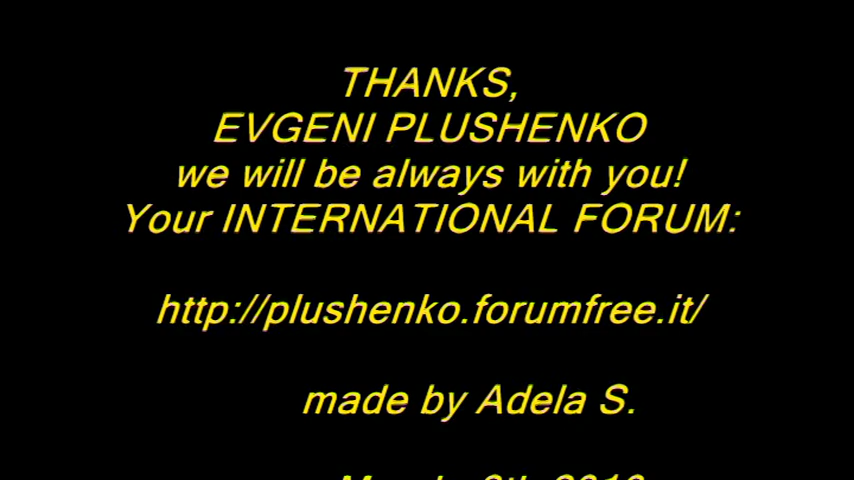 THANKS,
EVGENI PLUSHENKO
we will be always with you!
Your INTERNATIONAL FORUM:
http://plushenko.forumfree.it/
made by Adela S.